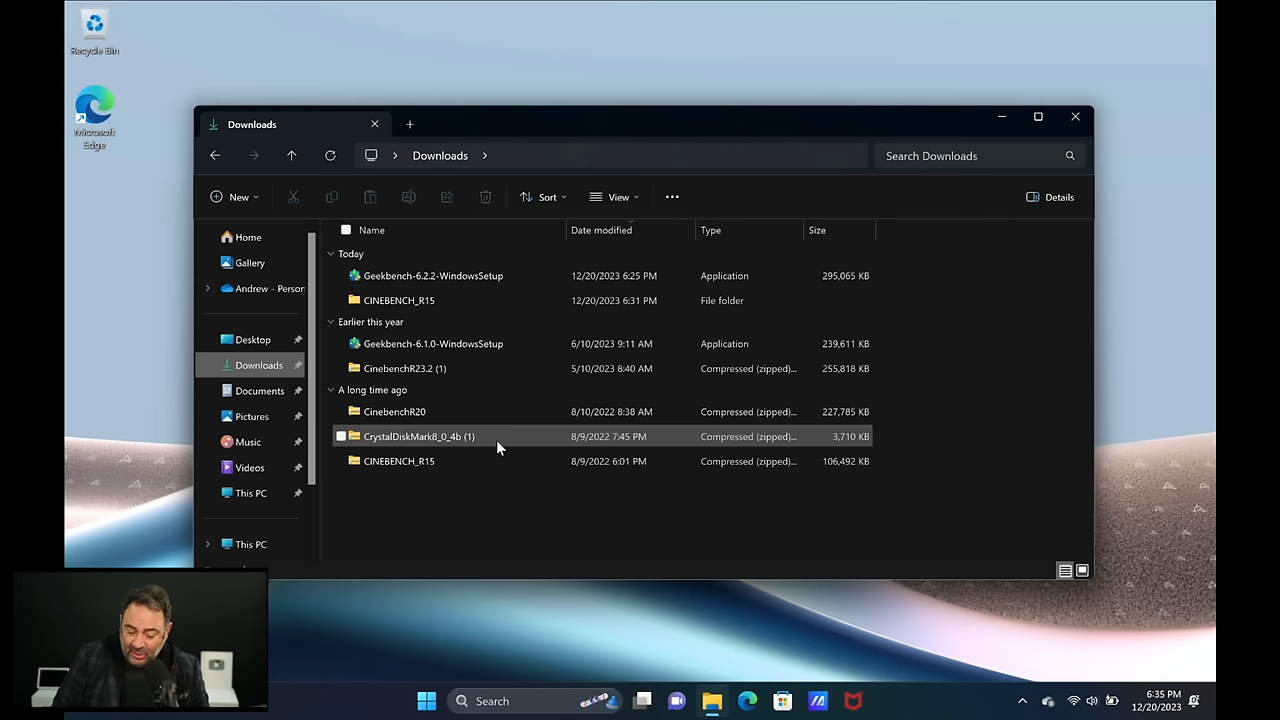 Recycle Bin
Microsoft
Edge
Downloads
Downloads
Search Downloads
New
Sort
View
Details
Name Date modified Type Size
Today
Geekbench-6.2.2-WindowsSetup 12/20/2023 6:25 PM Application 295,065 KB
CINEBENCH_R15 12/20/2023 6:31 PM File folder
Earlier this year
Geekbench-6.1.0-WindowsSetup 6/10/2023 9:11 AM Application 239,611 KB
CinebenchR23.2 (1) 5/10/2023 8:40 AM Compressed (zipped)... 255,818 KB
A long time ago
CinebenchR20 8/10/2022 8:38 AM Compressed (zipped)... 227,785 KB
CrystalDiskMark8_0_4b (1) 8/9/2022 7:45 PM Compressed (zipped)... 3,710 KB
CINEBENCH_R15 8/9/2022 6:01 PM Compressed (zipped)... 106,492 KB
Home
Gallery
Andrew - Person
Desktop
Downloads
Documents
Pictures
Music
Videos
This PC
This PC
Search
6:35 PM
12/20/2023